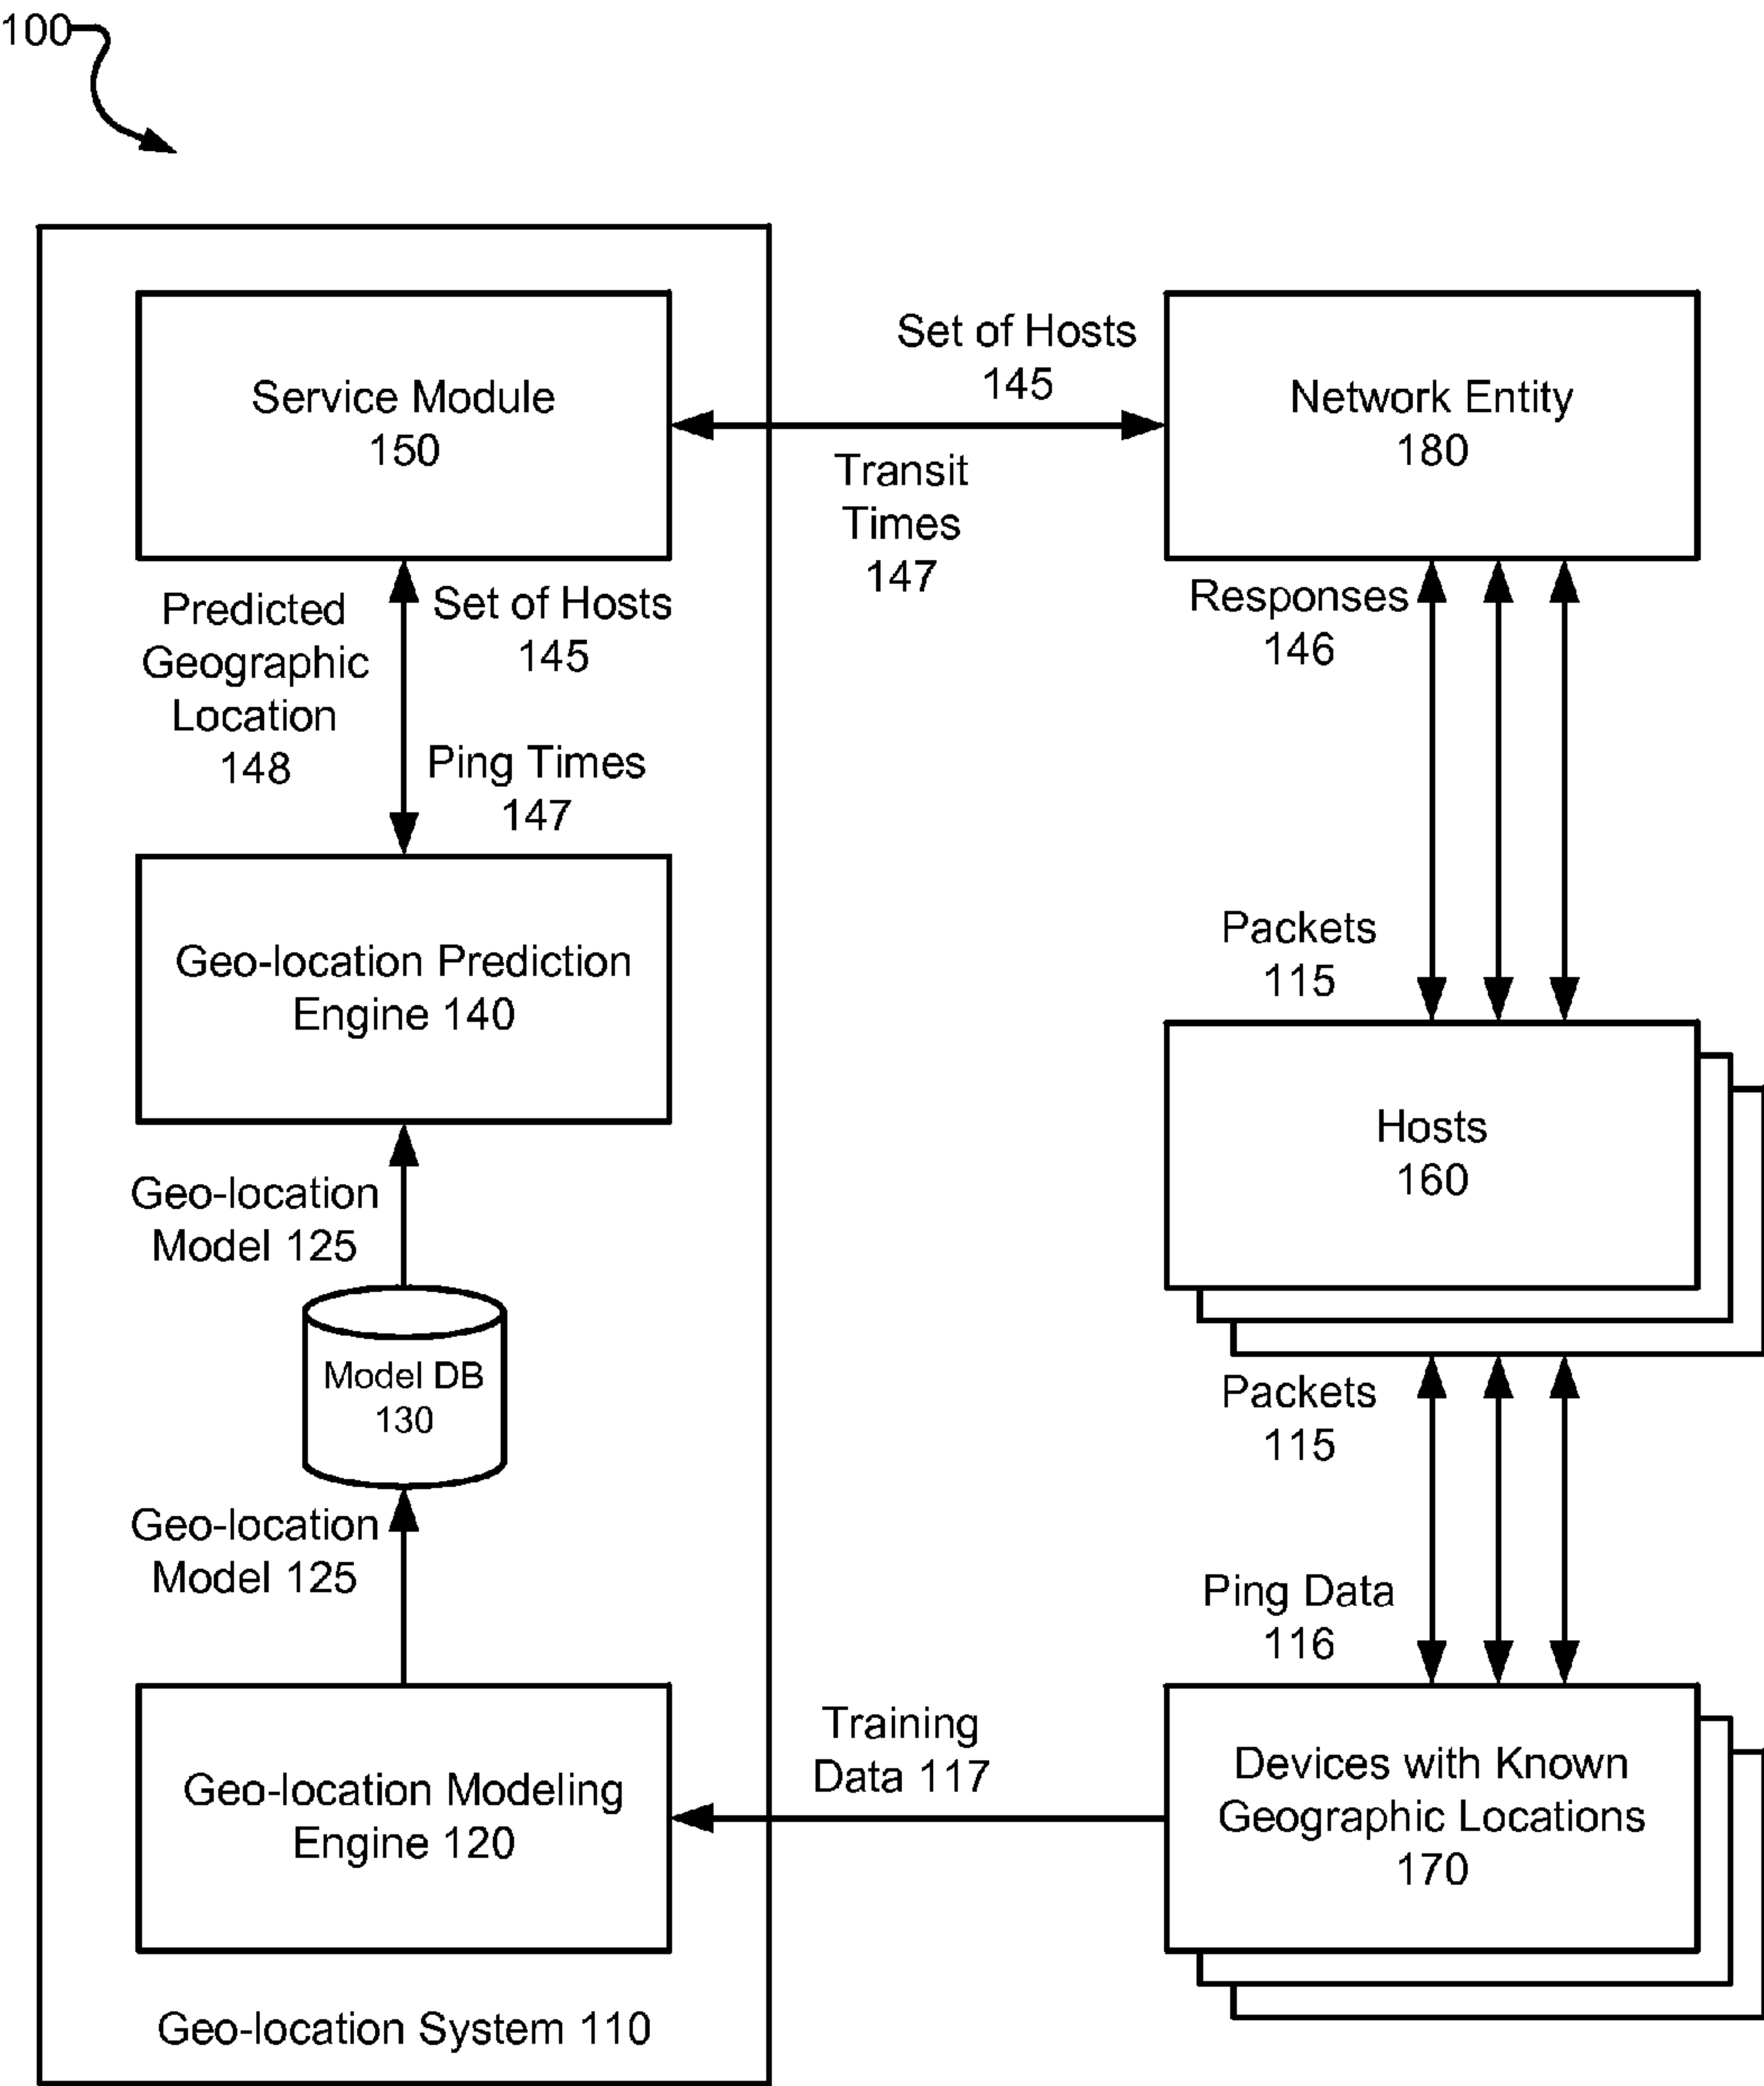 100
Service Module
150
Set of Hosts
145
Transit
Times
147
Network Entity
180
Predicted
Geographic
Location
148
Set of Hosts
145
Ping Times
147
Responses
146
Packets
115
Geo-location Prediction
Engine 140
Hosts
160
Geo-location
Model 125
Model DB
130
Packets
115
Geo-location
Model 125
Ping Data
116
Geo-location Modeling
Engine 120
Training
Data 117
Devices with Known
Geographic Locations
170
Geo-location System 110